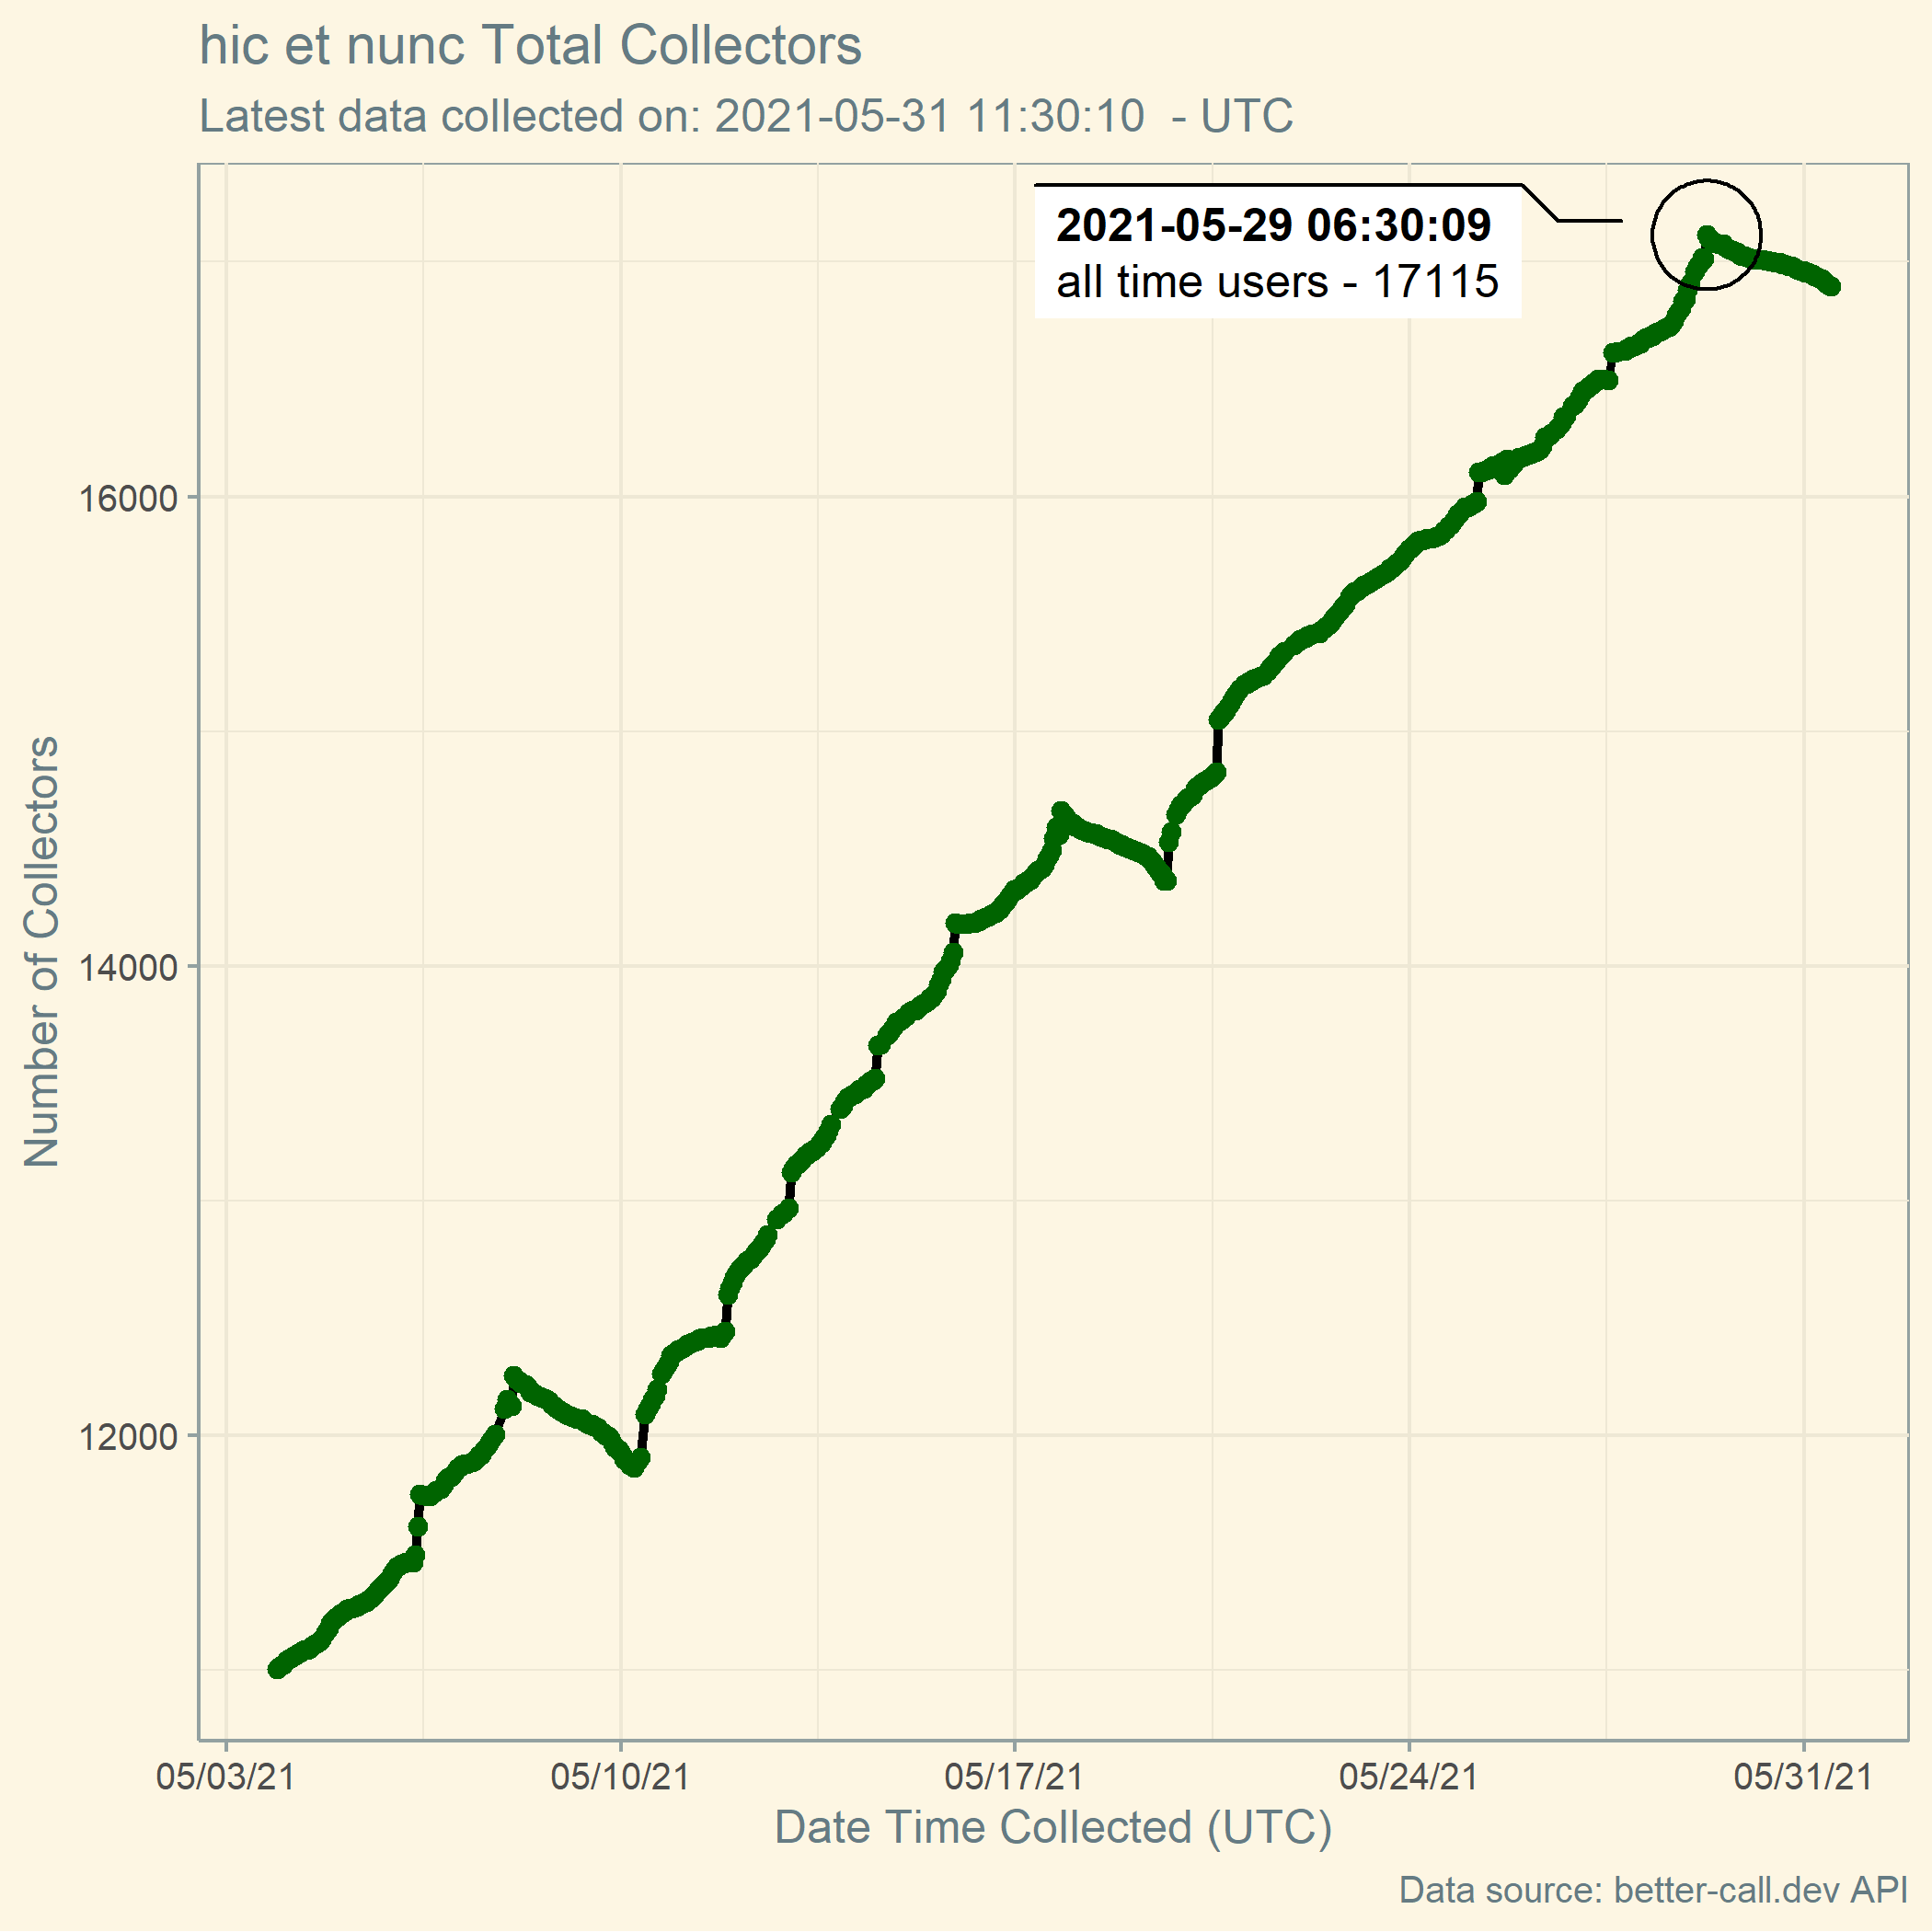 hic et nunc Total Collectors
Latest data collected on: 2021-05-31 11:30:10  - UTC
2021-05-29 06:30:09
all time users - 17115
Number of Collectors
16000
14000
12000
05/03/21
05/10/21
05/17/21
05/24/21
05/31/21
Date Time Collected (UTC)
Data source: better-call.dev API